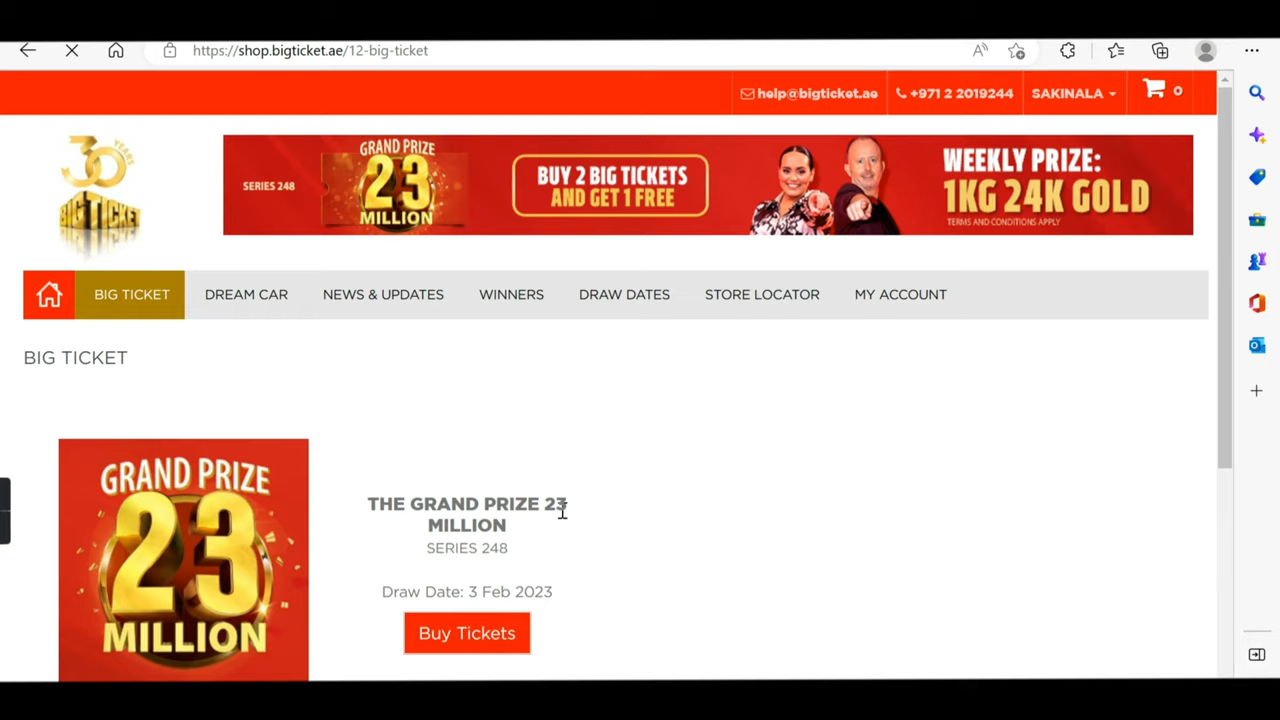 https://shop.bigticket.ae/12-big-ticket
help@bigticket.ae +971 2 2019244 SAKINALA 0
30 YEARS
BIG TICKET
SERIES 248
GRAND PRIZE
23
MILLION
BUY 2 BIG TICKETS
AND GET 1 FREE
WEEKLY PRIZE:
1KG 24K GOLD
TERMS AND CONDITIONS APPLY
BIG TICKET DREAM CAR NEWS & UPDATES WINNERS DRAW DATES STORE LOCATOR MY ACCOUNT
BIG TICKET
GRAND PRIZE
23
MILLION
THE GRAND PRIZE 23
MILLION
SERIES 248
Draw Date: 3 Feb 2023
Buy Tickets